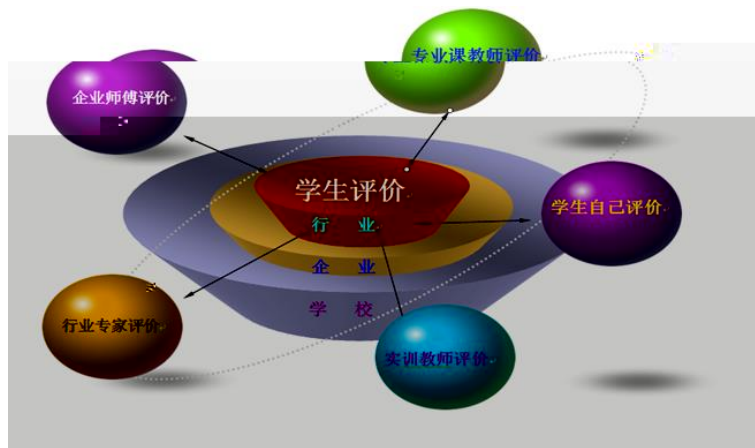 专业课教师评价
企业师傅评价
学生评价
学生自己评价
行 业
企 业
学 校
行业专家评价
实训教师评价